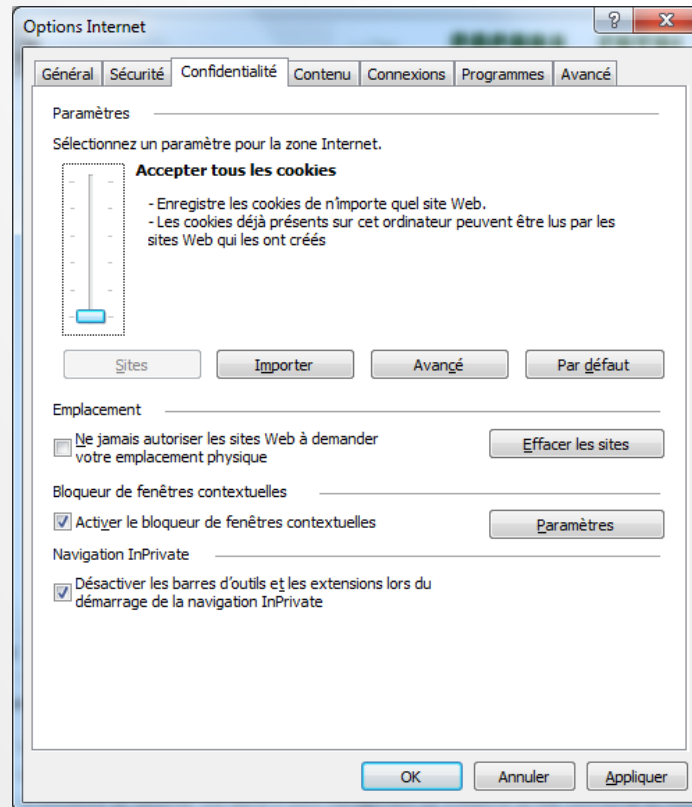 Options Internet
Général Sécurité Confidentialité Contenu Connexions Programmes Avancé
Paramètres
Sélectionnez un paramètre pour la zone Internet.
Accepter tous les cookies
- Enregistre les cookies de n'importe quel site Web.
- Les cookies déjà présents sur cet ordinateur peuvent être lus par les
sites Web qui les ont créés
Sites Importer Avancé Par défaut
Emplacement
Ne jamais autoriser les sites Web à demander
votre emplacement physique
Effacer les sites
Bloqueur de fenêtres contextuelles
Activer le bloqueur de fenêtres contextuelles
Paramètres
Navigation InPrivate
Désactiver les barres d'outils et les extensions lors du
démarrage de la navigation InPrivate
OK Annuler Appliquer